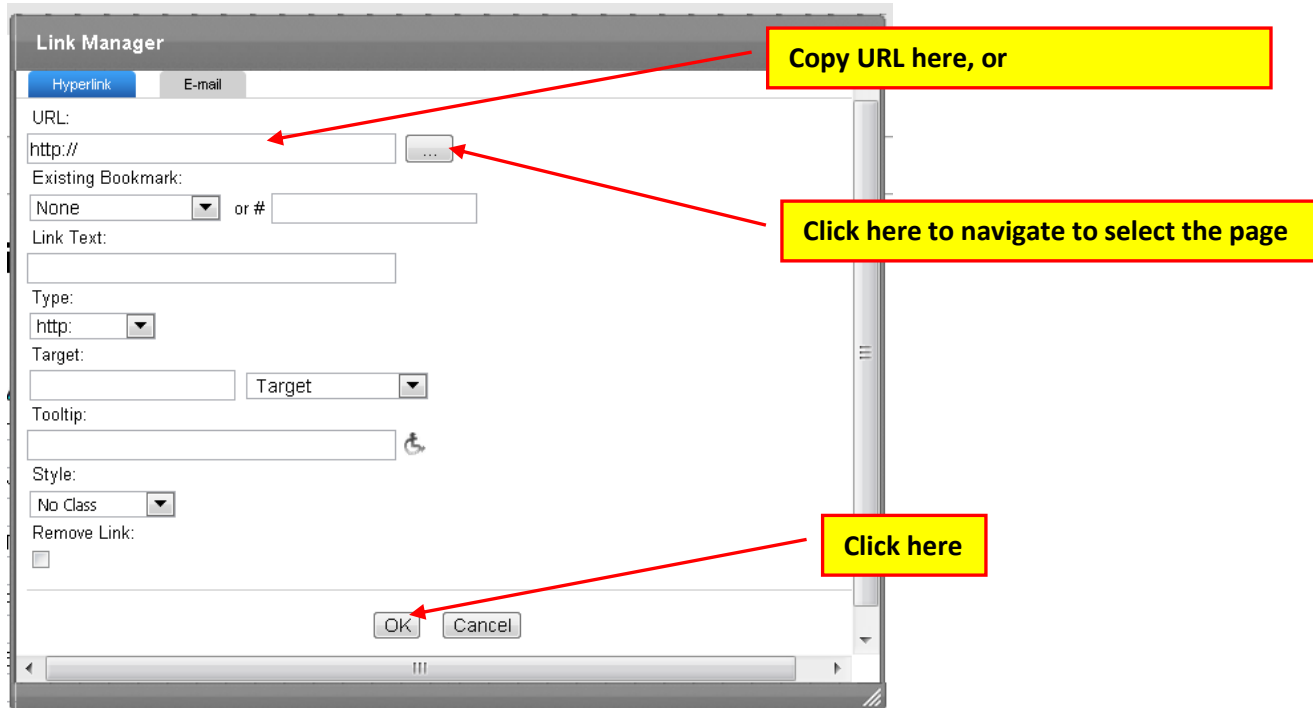 Link Manager
Copy URL here, or
Hyperlink E-mail
URL:
http:// ...
Existing Bookmark:
None or #
Click here to navigate to select the page
Link Text:
Type:
http:
Target:
Target
Tooltip:
Style:
No Class
Remove Link:
Click here
OK Cancel